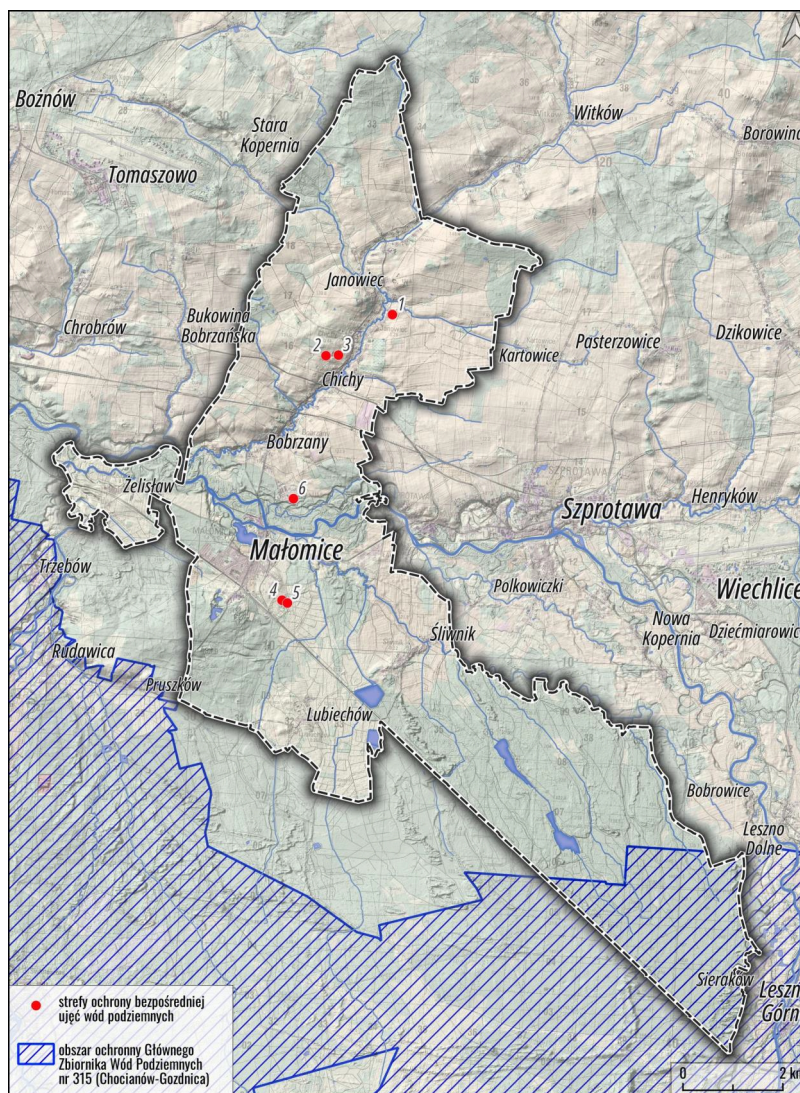 Bożnów
Witków
Stara
Kopernia
Borowina
Tomaszowo
Janowiec
1
Bukowina
Bobrzańska
Chrobrów
2
3
Pasterzowice
Dzikowice
Kartowice
Chichy
Bobrzany
Żelisław
6
Henryków
Szprotawa
Małomice
Trzebów
Polkowiczki
Wiechlice
4
5
Nowa
Kopernia
Dziećmiarowice
Śliwnik
Rudawica
Pruszków
Lubiechów
Bobrowice
Leszno
Dolne
Sieraków
Leszno
Górne
strefy ochrony bezpośredniej
ujęć wód podziemnych
obszar ochronny Głównego
Zbiornika Wód Podziemnych
nr 315 (Chocianów-Gozdnica)
0
2 km